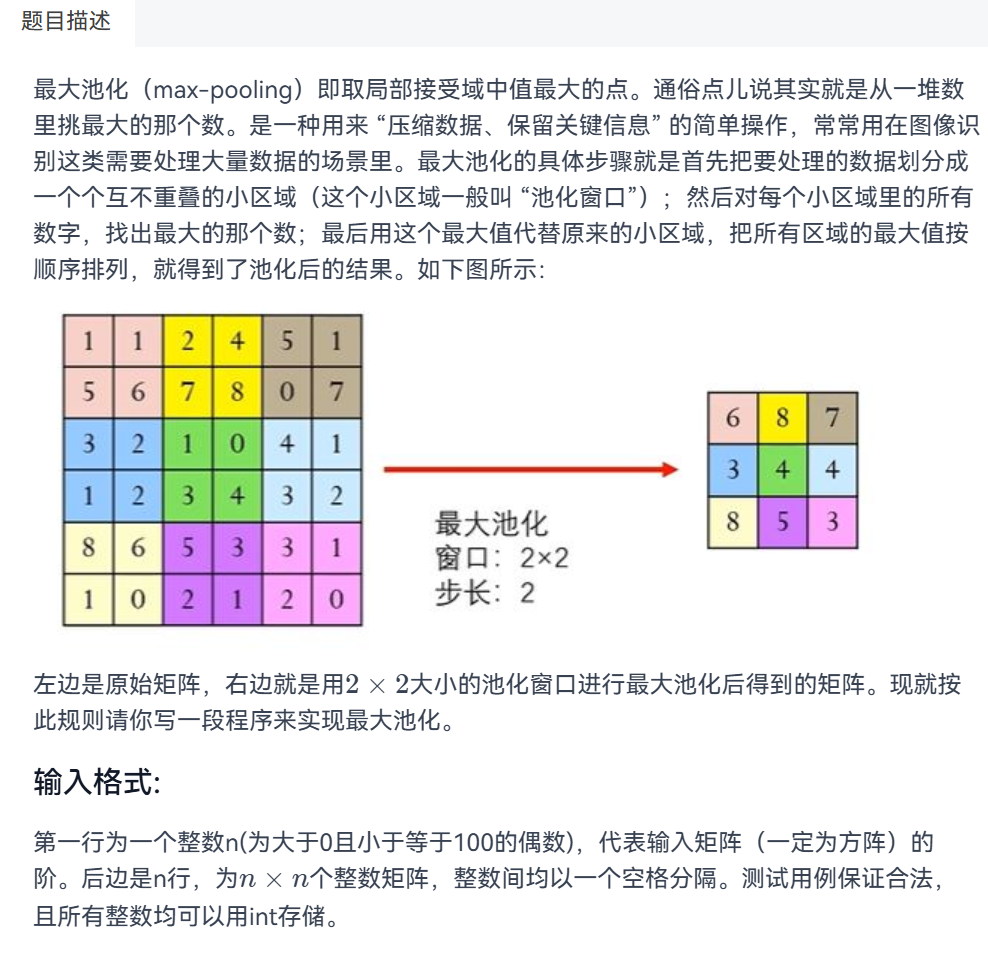 题目描述
最大池化（max-pooling）即取局部接受域中值最大的点。通俗点儿说其实就是从一堆数
里挑最大的那个数。是一种用来 “压缩数据、保留关键信息” 的简单操作，常常用在图像识
别这类需要处理大量数据的场景里。最大池化的具体步骤就是首先把要处理的数据划分成
一个个互不重叠的小区域（这个小区域一般叫 “池化窗口”）；然后对每个小区域里的所有
数字，找出最大的那个数；最后用这个最大值代替原来的小区域，把所有区域的最大值按
顺序排列，就得到了池化后的结果。如下图所示：
1 1 2 4 5 1
5 6 7 8 0 7
3 2 1 0 4 1
1 2 3 4 3 2
8 6 5 3 3 1
1 0 2 1 2 0
最大池化
窗口：2×2
步长：2
6 8 7
3 4 4
8 5 3
左边是原始矩阵，右边就是用2 × 2大小的池化窗口进行最大池化后得到的矩阵。现就按
此规则请你写一段程序来实现最大池化。
输入格式:
第一行为一个整数n(为大于0且小于等于100的偶数)，代表输入矩阵（一定为方阵）的
阶。后边是n行，为n × n个整数矩阵，整数间均以一个空格分隔。测试用例保证合法，
且所有整数均可以用int存储。